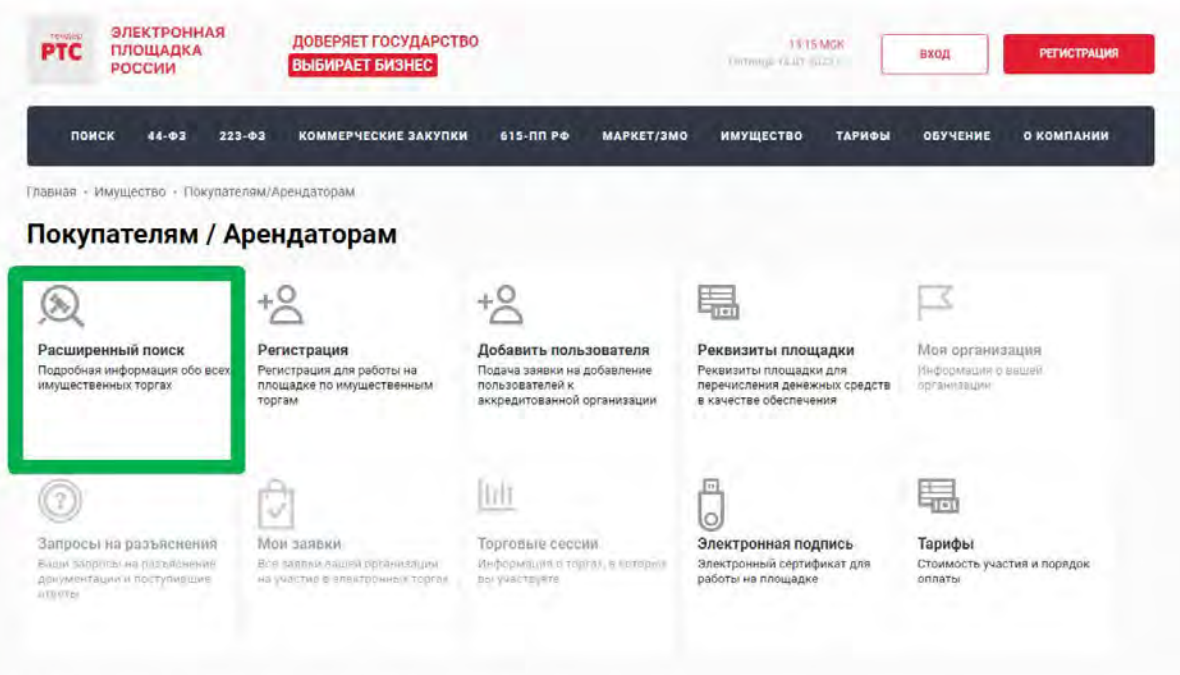 тендер
РТС
ЭЛЕКТРОННАЯ
ПЛОЩАДКА
РОССИИ
ДОВЕРЯЕТ ГОСУДАРСТВО
ВЫБИРАЕТ БИЗНЕС
МСК
ВХОД
РЕГИСТРАЦИЯ
ПОИСК 44-ФЗ 223-ФЗ КОММЕРЧЕСКИЕ ЗАКУПКИ 615-ПП РФ МАРКЕТ/ЗМО ИМУЩЕСТВО ТАРИФЫ ОБУЧЕНИЕ О КОМПАНИИ
Главная • Имущество • Покупателям/Арендаторам
Покупателям / Арендаторам
Расширенный поиск
Подробная информация обо всех
имущественных торгах
Регистрация
Регистрация для работы на
площадке по имущественным
торгам
Добавить пользователя
Подача заявки на добавление
пользователей к
аккредитованной организации
Реквизиты площадки
Реквизиты площадки для
перечисления денежных средств
в качестве обеспечения
Моя организация
Информация о вашей
организации
Запросы на разъяснения
Ваши запросы на разъяснение
документации и поступившие
ответы
Мои заявки
Все заявки вашей организации
на участие в электронных торгах
Торговые сессии
Информация о торгах, в которых
вы участвуете
Электронная подпись
Электронный сертификат для
работы на площадке
Тарифы
Стоимость участия и порядок
оплаты